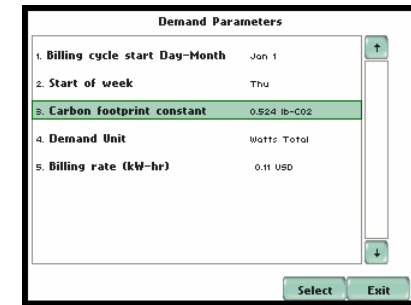 Demand Parameters
1. Billing cycle start Day-Month Jan 1
2. Start of week Thu
3. Carbon footprint constant 0.524 lb-CO2
4. Demand Unit Watts Total
5. Billing rate (kW-hr) 0.11 USD
↑
↓
Select Exit